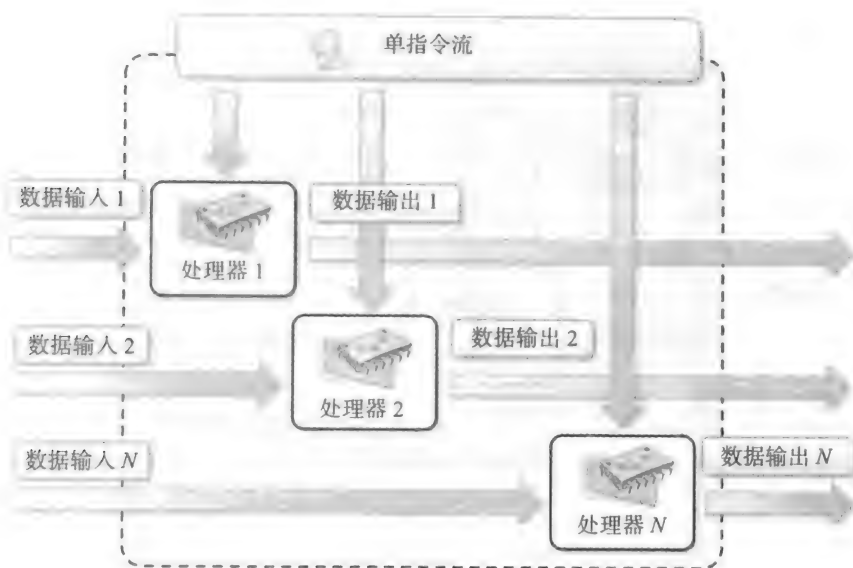 单指令流
数据输入 1
数据输出 1
处理器 1
数据输入 2
数据输出 2
处理器 2
数据输入 N
数据输出 N
处理器 N